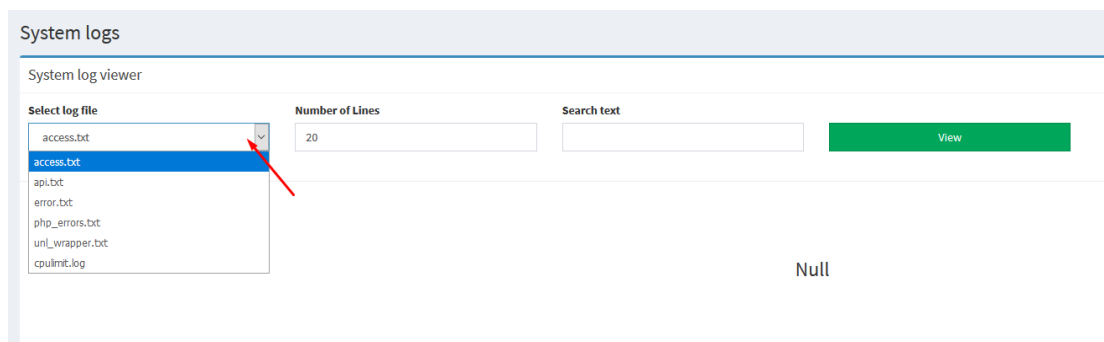 System logs
System log viewer
Select log file
Number of Lines
Search text
access.txt
20
View
access.txt
api.txt
error.txt
php_errors.txt
unl_wrapper.txt
cpulimit.log
Null